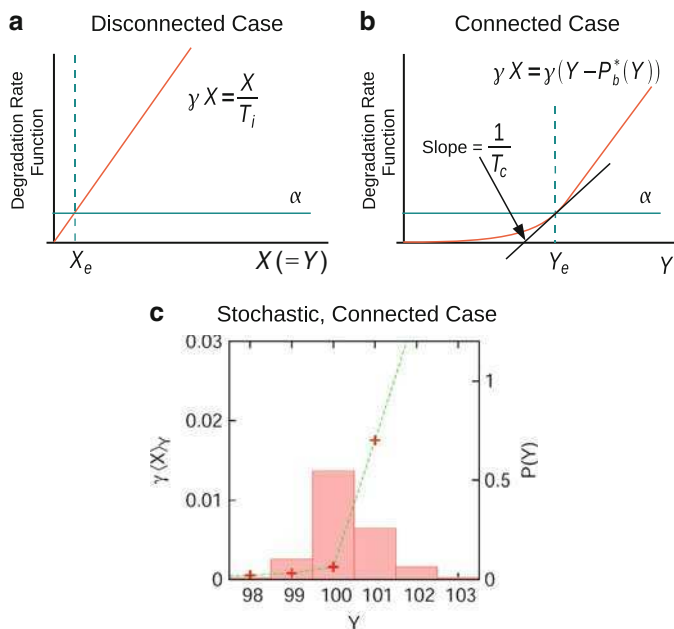 a Disconnected Case
Degradation Rate
Function
γ X = X / T_i
α
X_e
X (= Y)
b Connected Case
Degradation Rate
Function
γ X = γ(Y − P_b^*(Y))
Slope = 1 / T_c
α
Y_e
Y
c Stochastic, Connected Case
γ⟨X⟩_Y
0.03
0.02
0.01
0
1
0.5
0
P(Y)
98 99 100 101 102 103
Y